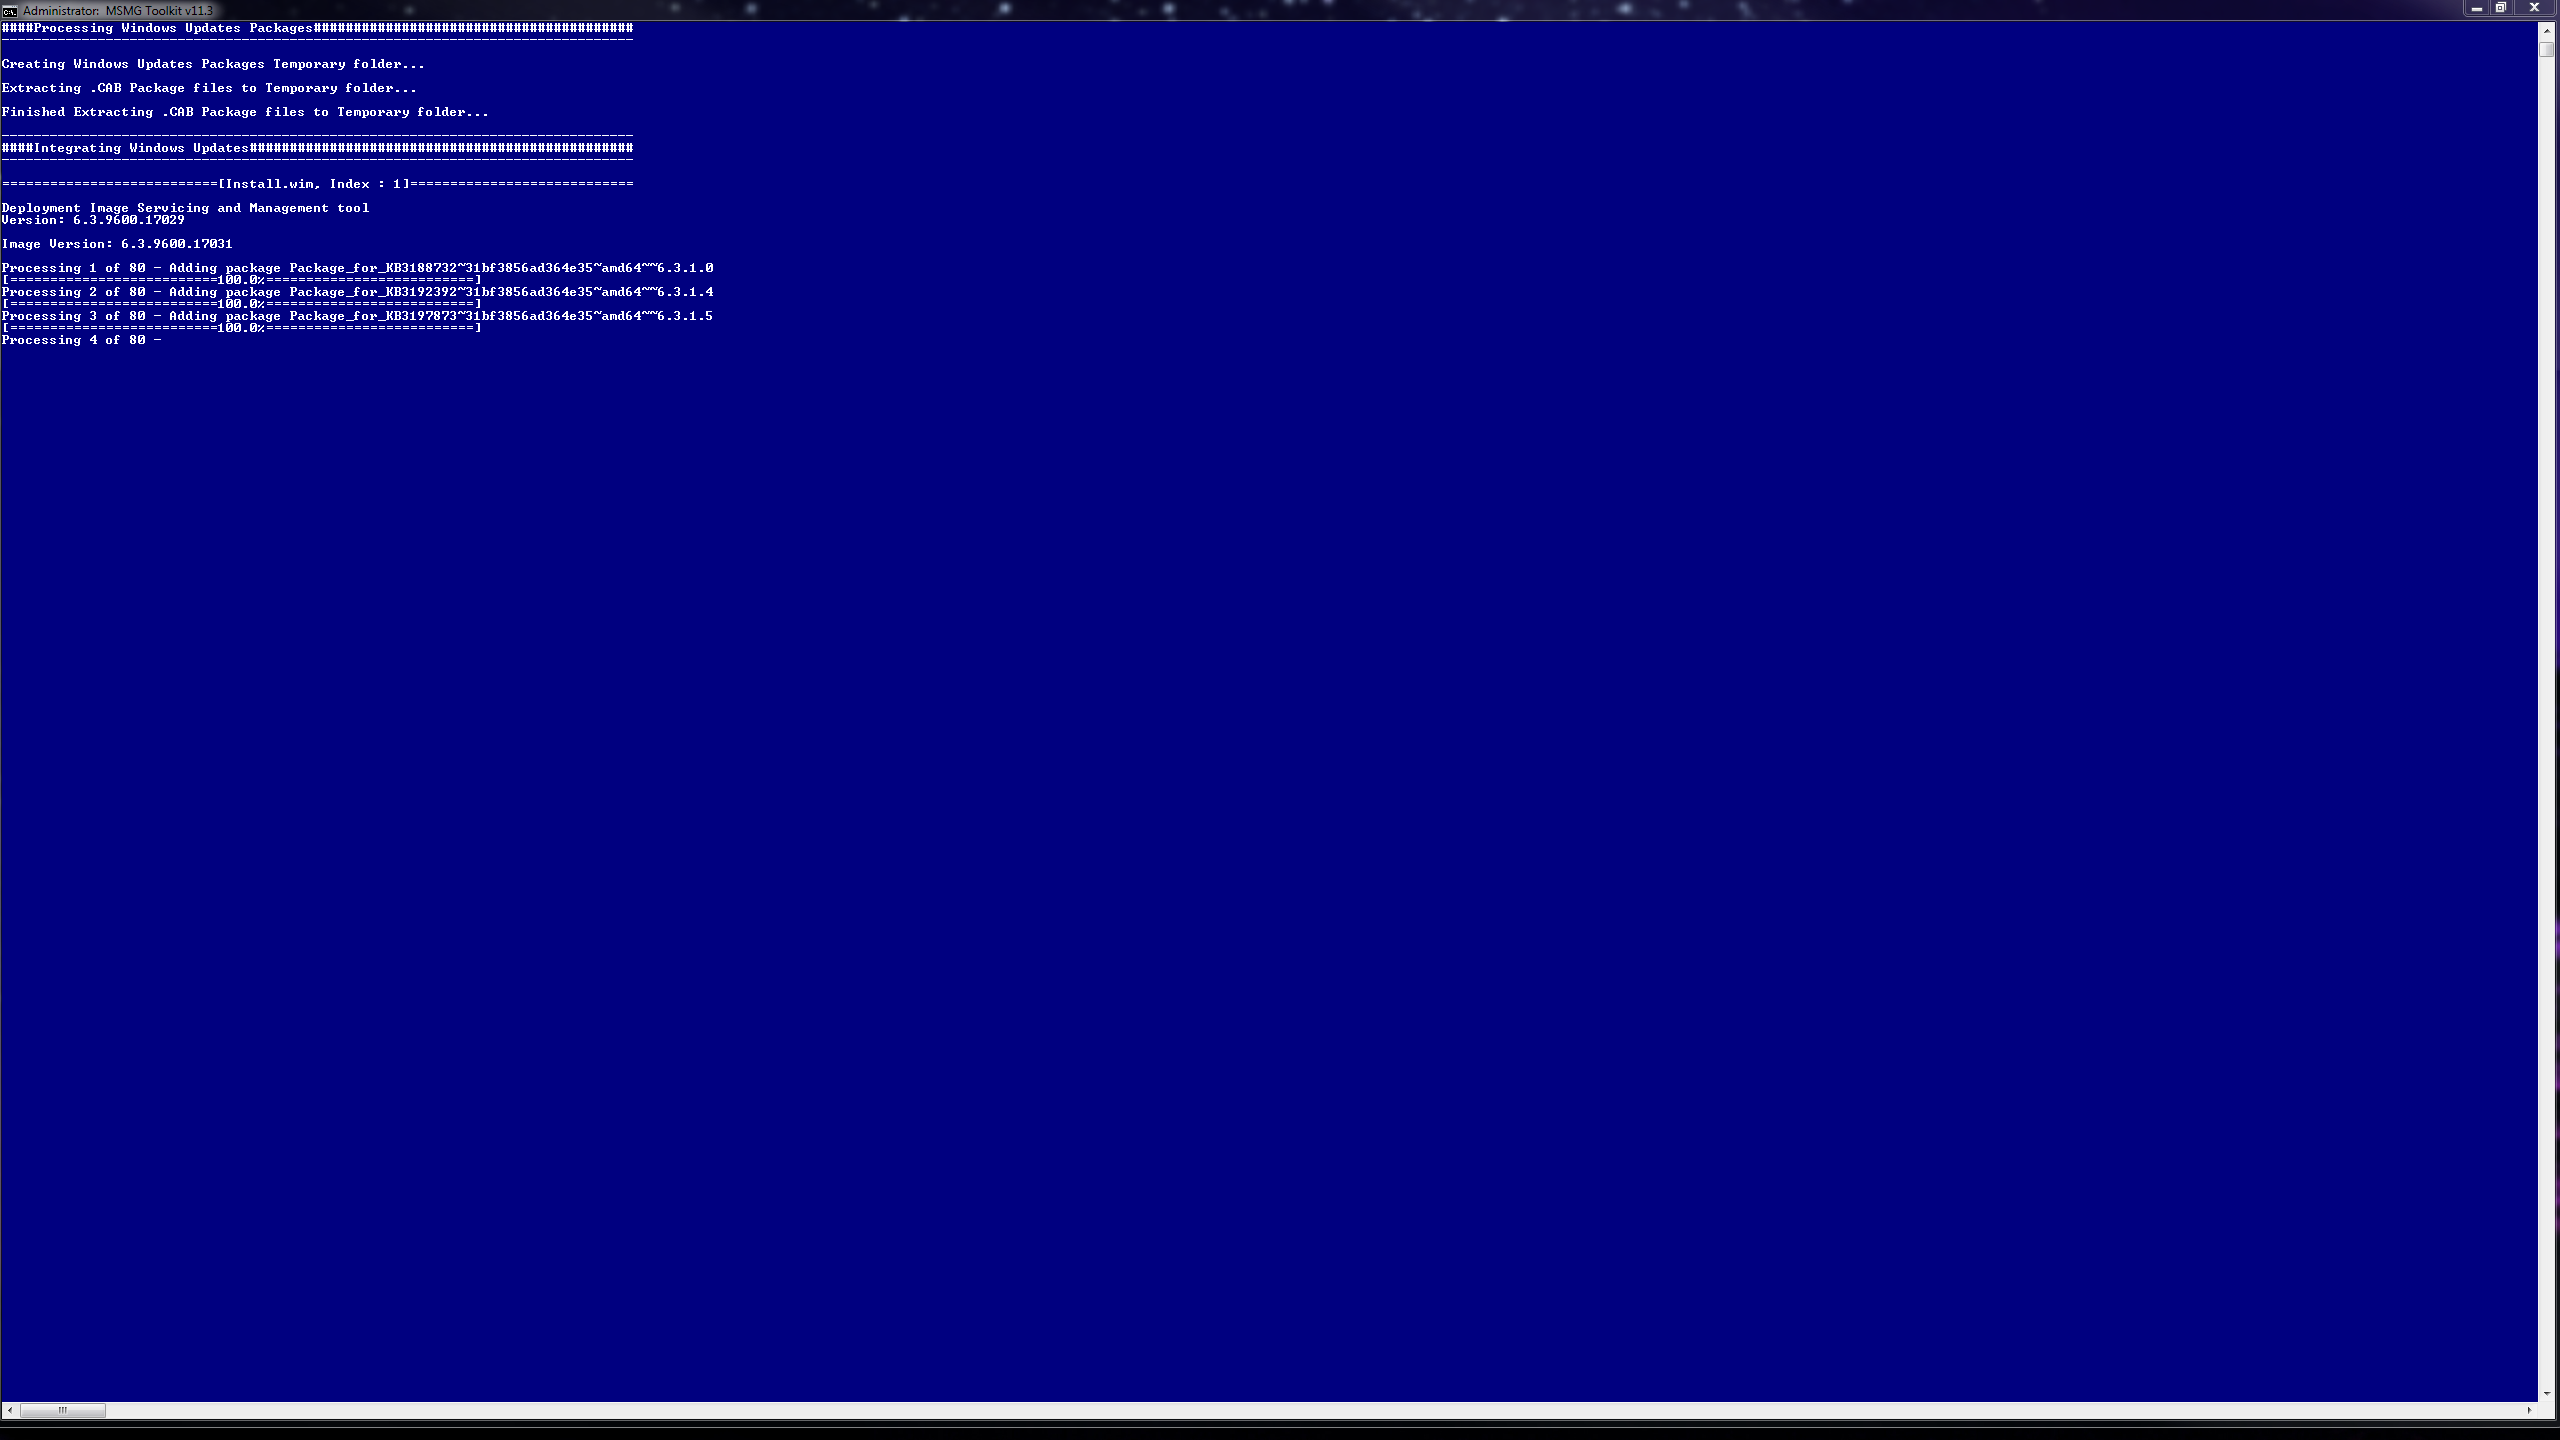 Administrator:  MSMG Toolkit v11.3
####Processing Windows Updates Packages########################################
-------------------------------------------------------------------------------
Creating Windows Updates Packages Temporary folder...
Extracting .CAB Package files to Temporary folder...
Finished Extracting .CAB Package files to Temporary folder...
-------------------------------------------------------------------------------
####Integrating Windows Updates################################################
-------------------------------------------------------------------------------
===========================[Install.wim, Index : 1]============================
Deployment Image Servicing and Management tool
Version: 6.3.9600.17029
Image Version: 6.3.9600.17031
Processing 1 of 80 - Adding package Package_for_KB3188732~31bf3856ad364e35~amd64~~6.3.1.0
[==========================100.0%==========================]
Processing 2 of 80 - Adding package Package_for_KB3192392~31bf3856ad364e35~amd64~~6.3.1.4
[==========================100.0%==========================]
Processing 3 of 80 - Adding package Package_for_KB3197873~31bf3856ad364e35~amd64~~6.3.1.5
[==========================100.0%==========================]
Processing 4 of 80 -